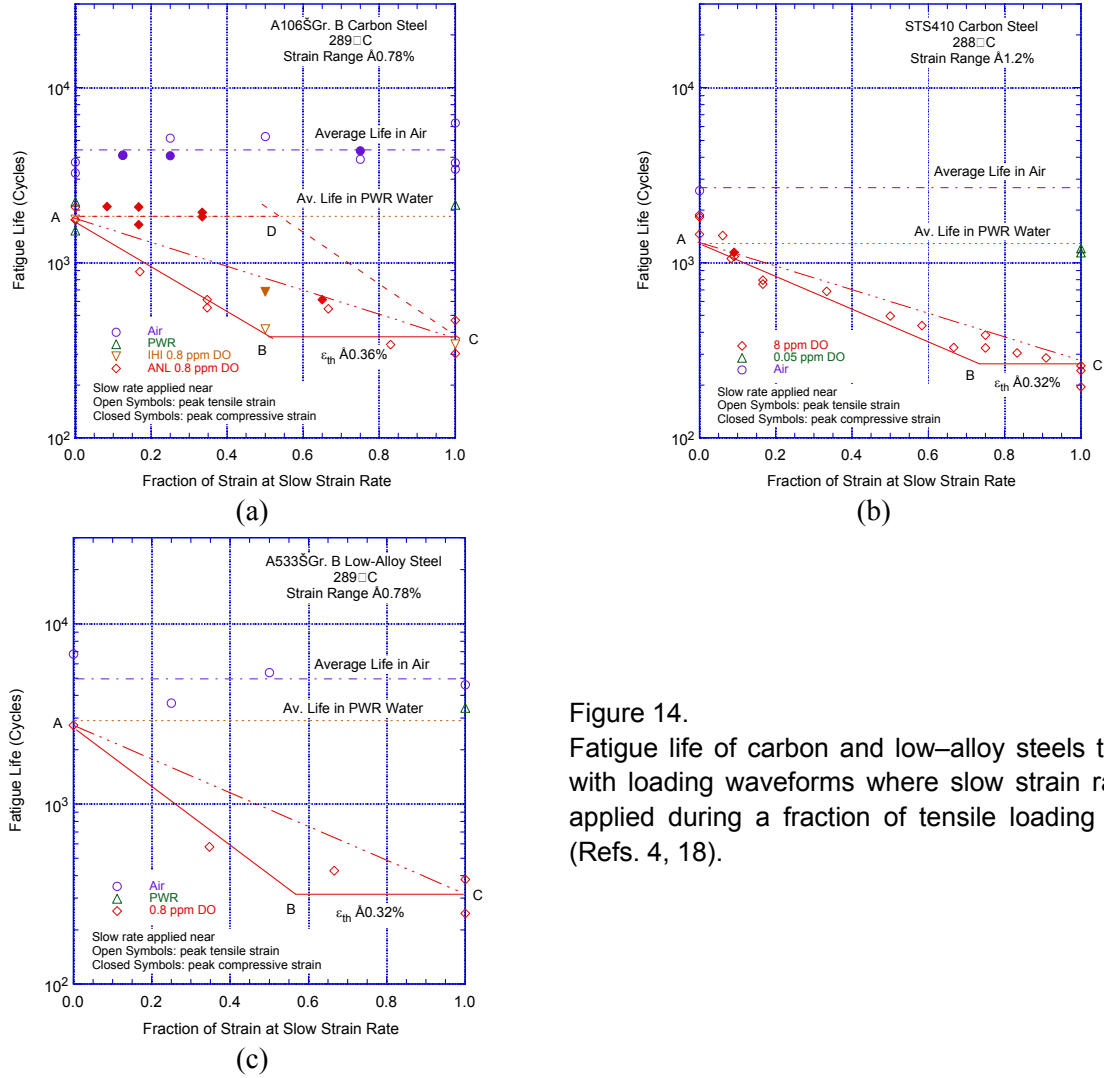 A106ŠGr. B Carbon Steel
289□C
Strain Range Å0.78%
10⁴
Average Life in Air
Av. Life in PWR Water
A
D
10³
Fatigue Life (Cycles)
Air
PWR
IHI 0.8 ppm DO
ANL 0.8 ppm DO
B
εth Å0.36%
C
Slow rate applied near
Open Symbols: peak tensile strain
Closed Symbols: peak compressive strain
10²
0.0 0.2 0.4 0.6 0.8 1.0
Fraction of Strain at Slow Strain Rate
(a)
STS410 Carbon Steel
288□C
Strain Range Å1.2%
10⁴
Average Life in Air
Av. Life in PWR Water
A
10³
Fatigue Life (Cycles)
8 ppm DO
0.05 ppm DO
Air
B
εth Å0.32%
C
Slow rate applied near
Open Symbols: peak tensile strain
Closed Symbols: peak compressive strain
10²
0.0 0.2 0.4 0.6 0.8 1.0
Fraction of Strain at Slow Strain Rate
(b)
A533ŠGr. B Low-Alloy Steel
289□C
Strain Range Å0.78%
10⁴
Average Life in Air
Av. Life in PWR Water
A
10³
Fatigue Life (Cycles)
Air
PWR
0.8 ppm DO
B
εth Å0.32%
C
Slow rate applied near
Open Symbols: peak tensile strain
Closed Symbols: peak compressive strain
10²
0.0 0.2 0.4 0.6 0.8 1.0
Fraction of Strain at Slow Strain Rate
(c)
Figure 14.
Fatigue life of carbon and low–alloy steels
with loading waveforms where slow strain
applied during a fraction of tensile loading
(Refs. 4, 18).